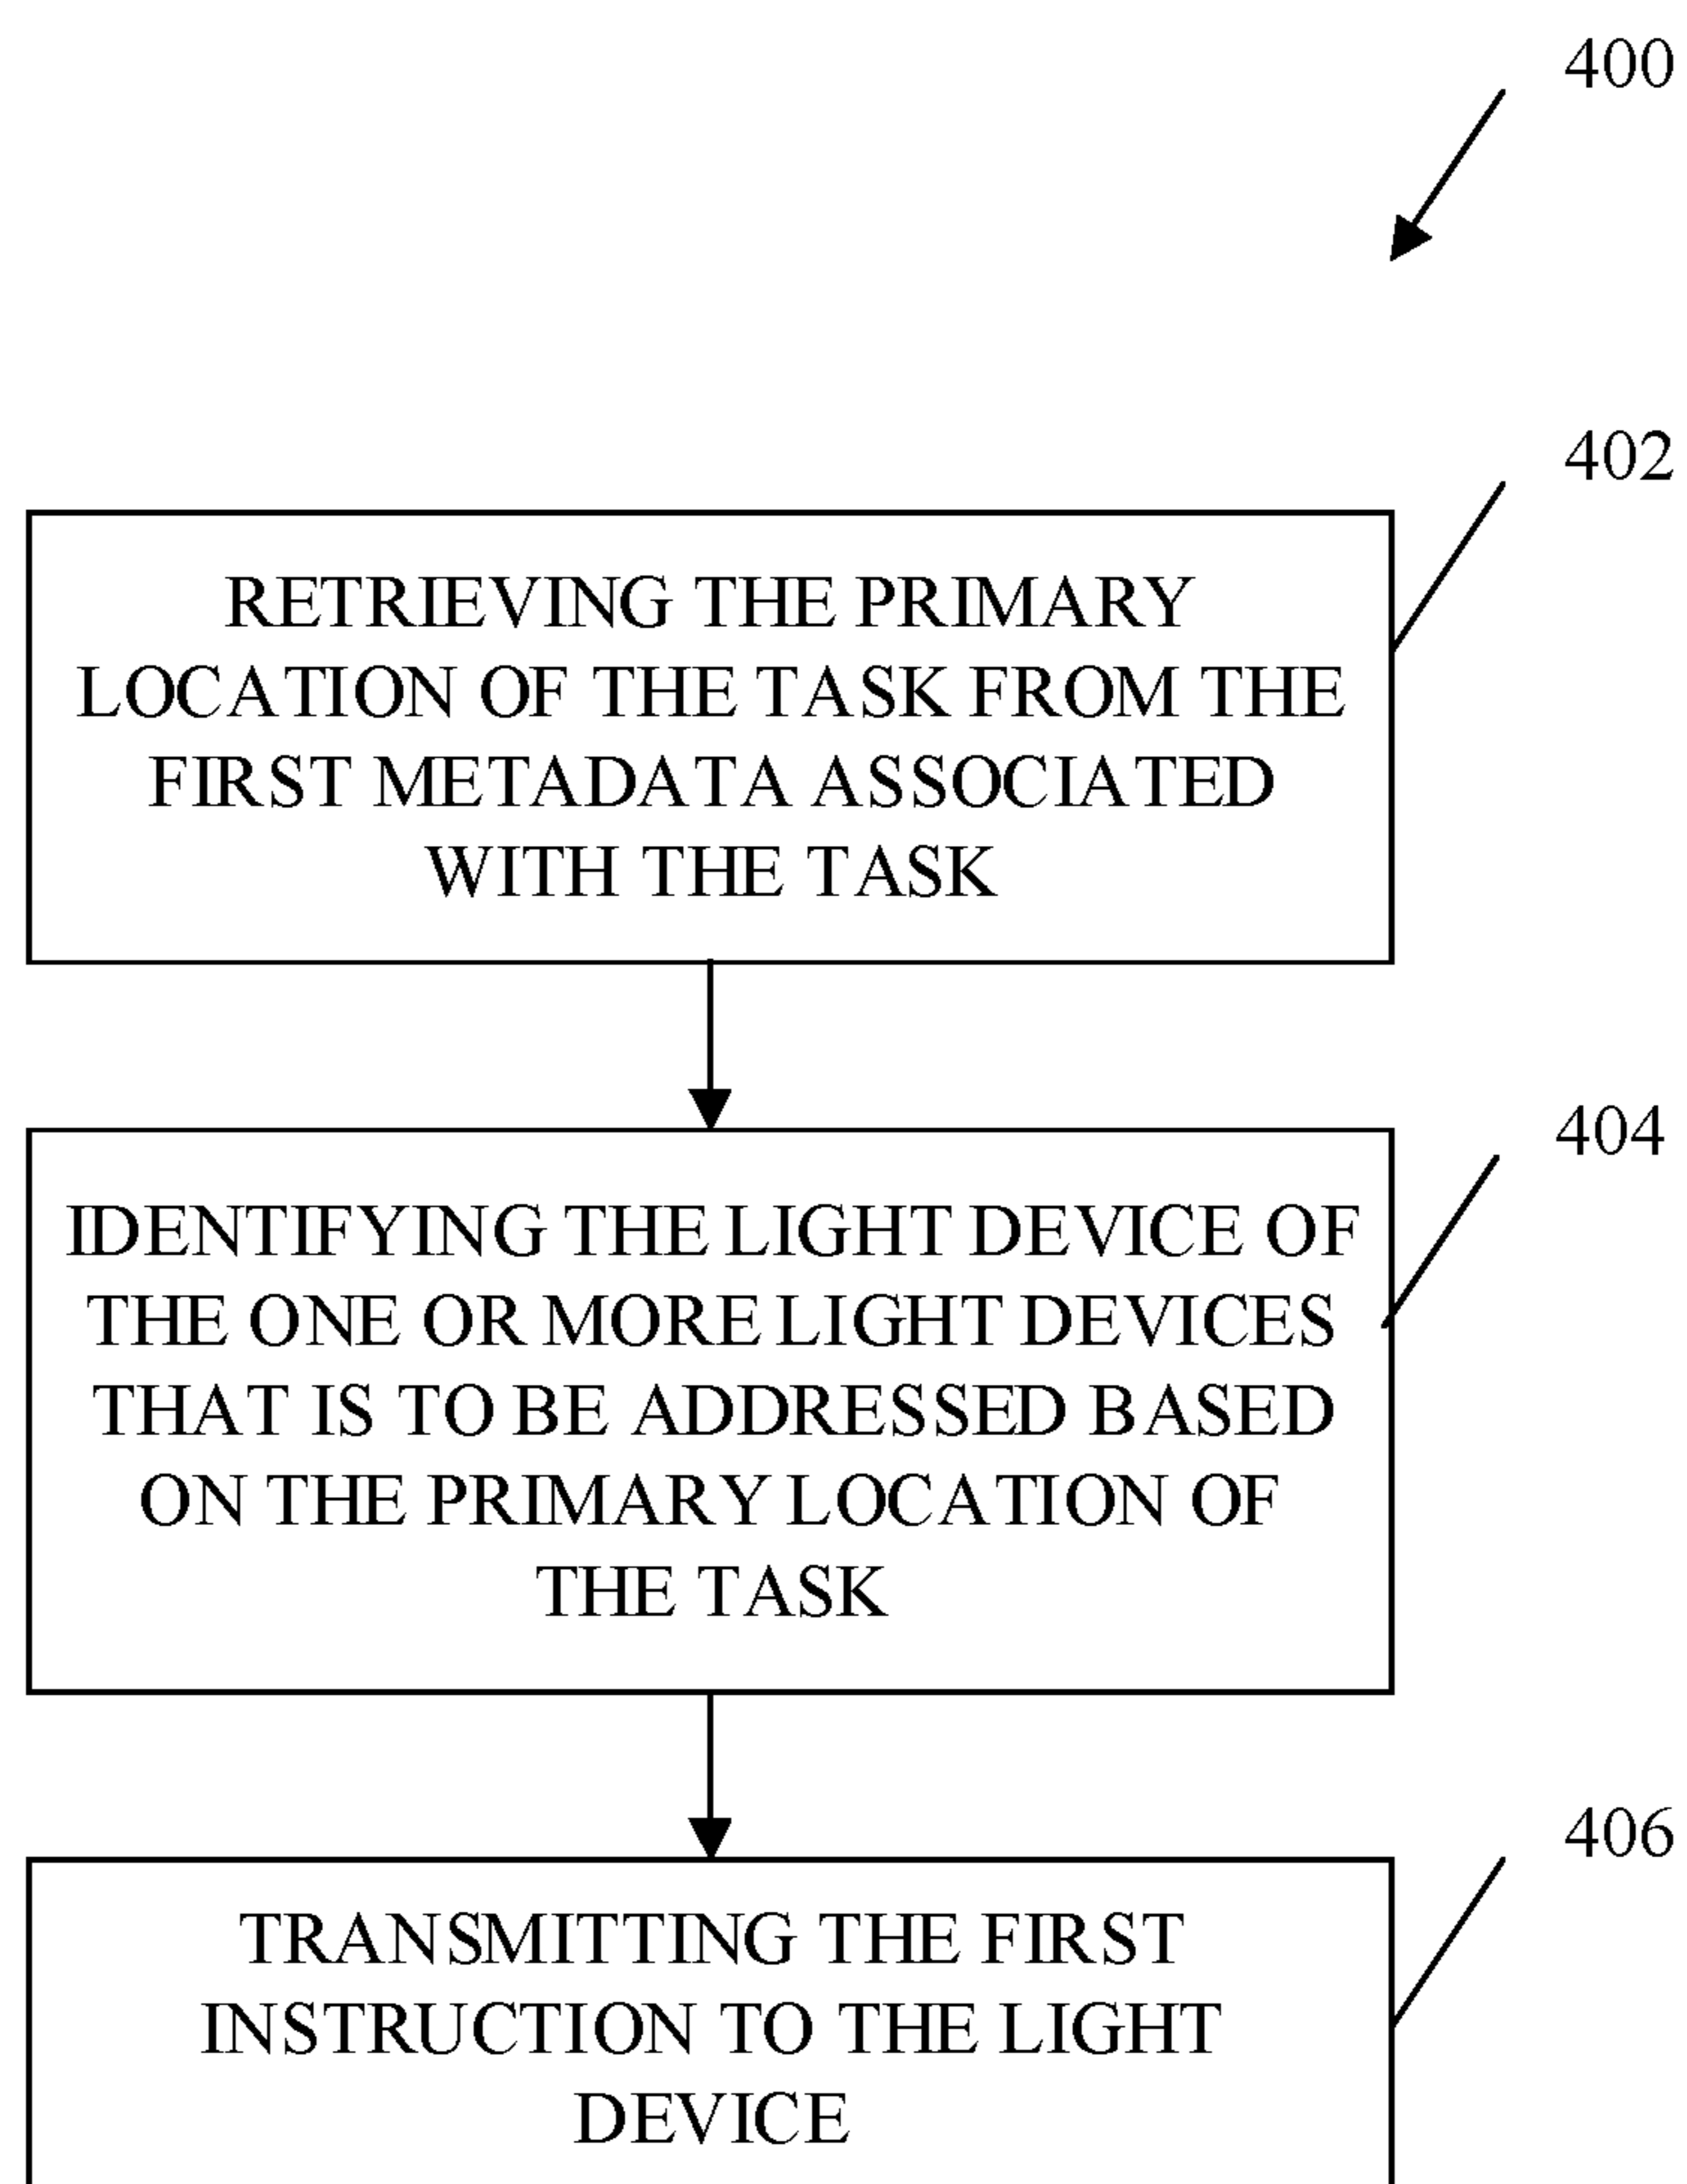 400
402
RETRIEVING THE PRIMARY
LOCATION OF THE TASK FROM THE
FIRST METADATA ASSOCIATED
WITH THE TASK
404
IDENTIFYING THE LIGHT DEVICE OF
THE ONE OR MORE LIGHT DEVICES
THAT IS TO BE ADDRESSED BASED
ON THE PRIMARY LOCATION OF
THE TASK
406
TRANSMITTING THE FIRST
INSTRUCTION TO THE LIGHT
DEVICE